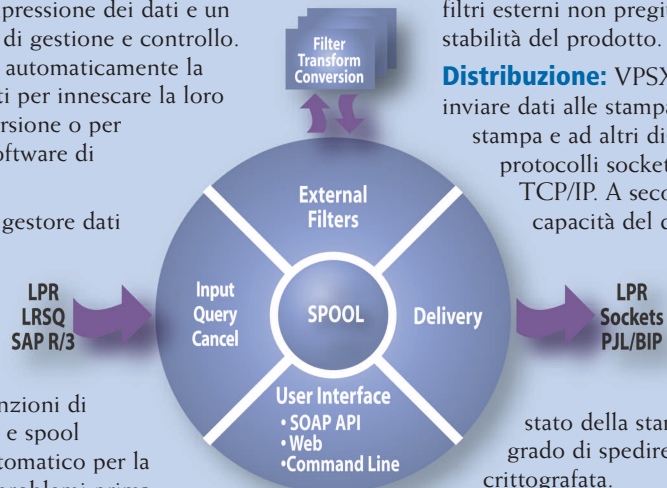 pressione dei dati e un
di gestione e controllo.
automaticamente la
ti per innescare la loro
rsione o per
oftware di
gestore dati
nzioni di
e spool
tomatico per la
problemi prima
Filter
Transform
Conversion
External
Filters
LPR
LRSQ
SAP R/3
Input
Query
Cancel
SPOOL
Delivery
LPR
Sockets
PJL/BIP
User Interface
• SOAP API
• Web
•Command Line
filtri esterni non pregiu
stabilità del prodotto.
Distribuzione: VPSX
inviare dati alle stampa
stampa e ad altri di
protocolli socket
TCP/IP. A seco
capacità del d
stato della stan
grado di spedire
crittografata.